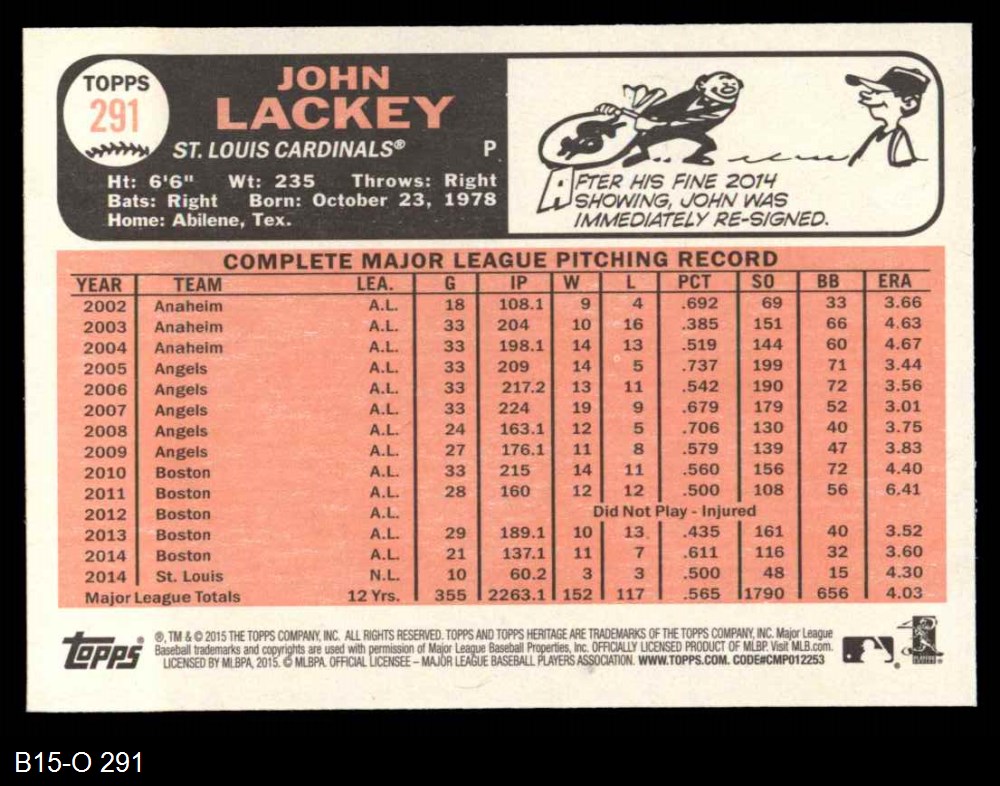 TOPPS
291
JOHN
LACKEY
ST. LOUIS CARDINALS® P
Ht: 6'6" Wt: 235 Throws: Right
Bats: Right Born: October 23, 1978
Home: Abilene, Tex.
AFTER HIS FINE 2014
SHOWING, JOHN WAS
IMMEDIATELY RE-SIGNED.
COMPLETE MAJOR LEAGUE PITCHING RECORD
YEAR TEAM LEA. G IP W L PCT SO BB ERA
2002 Anaheim A.L. 18 108.1 9 4 .692 69 33 3.66
2003 Anaheim A.L. 33 204 10 16 .385 151 66 4.63
2004 Anaheim A.L. 33 198.1 14 13 .519 144 60 4.67
2005 Angels A.L. 33 209 14 5 .737 199 71 3.44
2006 Angels A.L. 33 217.2 13 11 .542 190 72 3.56
2007 Angels A.L. 33 224 19 9 .679 179 52 3.01
2008 Angels A.L. 24 163.1 12 5 .706 130 40 3.75
2009 Angels A.L. 27 176.1 11 8 .579 139 47 3.83
2010 Boston A.L. 33 215 14 11 .560 156 72 4.40
2011 Boston A.L. 28 160 12 12 .500 108 56 6.41
2012 Boston A.L. Did Not Play - Injured
2013 Boston A.L. 29 189.1 10 13 .435 161 40 3.52
2014 Boston A.L. 21 137.1 11 7 .611 116 32 3.60
2014 St. Louis N.L. 10 60.2 3 3 .500 48 15 4.30
Major League Totals 12 Yrs. 355 2263.1 152 117 .565 1790 656 4.03
topps
®, TM & © 2015 THE TOPPS COMPANY, INC. ALL RIGHTS RESERVED. TOPPS AND TOPPS HERITAGE ARE TRADEMARKS OF THE TOPPS COMPANY, INC. Major League
Baseball trademarks and copyrights are used with permission of Major League Baseball Properties, Inc. OFFICIALLY LICENSED PRODUCT OF MLBP. Visit MLB.com.
LICENSED BY MLBPA, 2015. © MLBPA. OFFICIAL LICENSEE – MAJOR LEAGUE BASEBALL PLAYERS ASSOCIATION. WWW.TOPPS.COM. CODE#CMP012253
B15-O 291